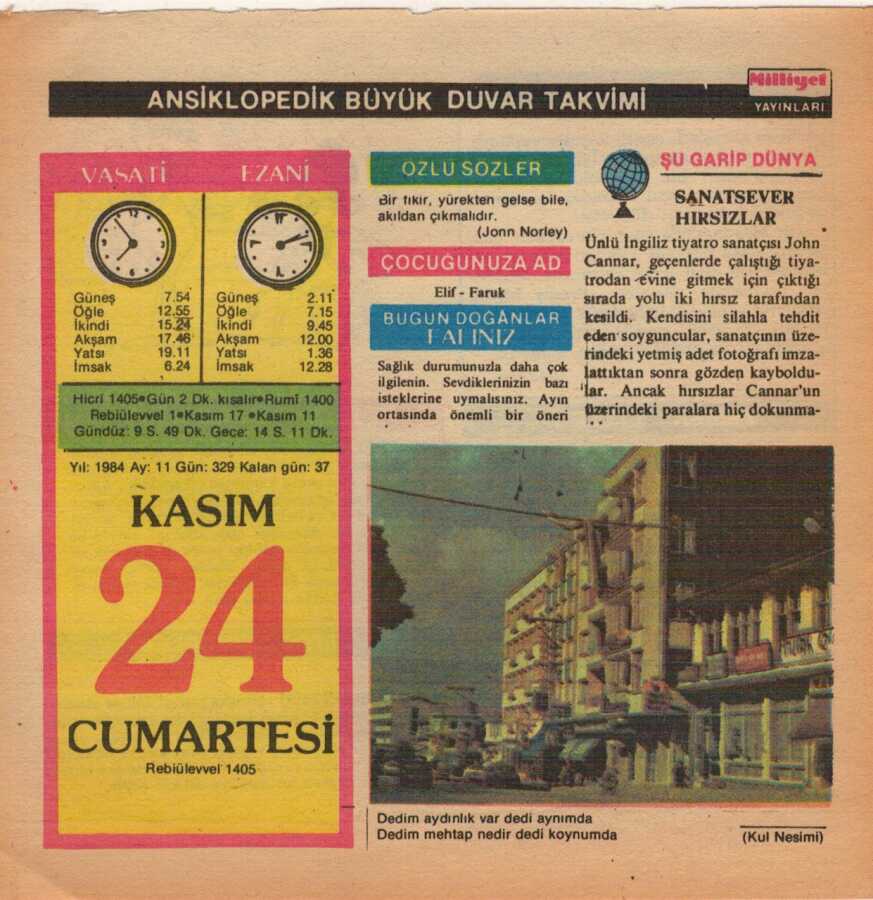 ANSİKLOPEDİK BÜYÜK DUVAR TAKVİMİ
Milliyet
YAYINLARI
VASATİ
EZANİ
Güneş 7.54
Öğle 12.55
İkindi 15.24
Akşam 17.46
Yatsı 19.11
İmsak 6.24
Güneş 2.11
Öğle 7.15
İkindi 9.45
Akşam 12.00
Yatsı 1.36
İmsak 12.28
Hicrî 1405•Gün 2 Dk. kısalır•Rumî 1400
Rebiülevvel 1•Kasım 17 •Kasım 11
Gündüz: 9 S. 49 Dk. Gece: 14 S. 11 Dk.
Yıl: 1984 Ay: 11 Gün: 329 Kalan gün: 37
KASIM
24
CUMARTESİ
Rebiülevvel 1405
ÖZLÜ SÖZLER
Bir fikir, yürekten gelse bile,
akıldan çıkmalıdır.
(Jonn Norley)
ÇOCUĞUNUZA AD
Elif - Faruk
BUGÜN DOĞANLAR
FALINIZ
Sağlık durumunuzla daha çok
ilgilenin. Sevdiklerinizin bazı
isteklerine uymalısınız. Ayın
ortasında önemli bir öneri
ŞU GARİP DÜNYA
SANATSEVER
HIRSIZLAR
Ünlü İngiliz tiyatro sanatçısı John
Cannar, geçenlerde çalıştığı tiya-
trodan evine gitmek için çıktığı
sırada yolu iki hırsız tarafından
kesildi. Kendisini silahla tehdit
eden soyguncular, sanatçının üze-
rindeki yetmiş adet fotoğrafı imza-
lattıktan sonra gözden kayboldu-
lar. Ancak hırsızlar Cannar'un
üzerindeki paralara hiç dokunma-
Dedim aydınlık var dedi aynımda
Dedim mehtap nedir dedi koynumda
(Kul Nesimi)